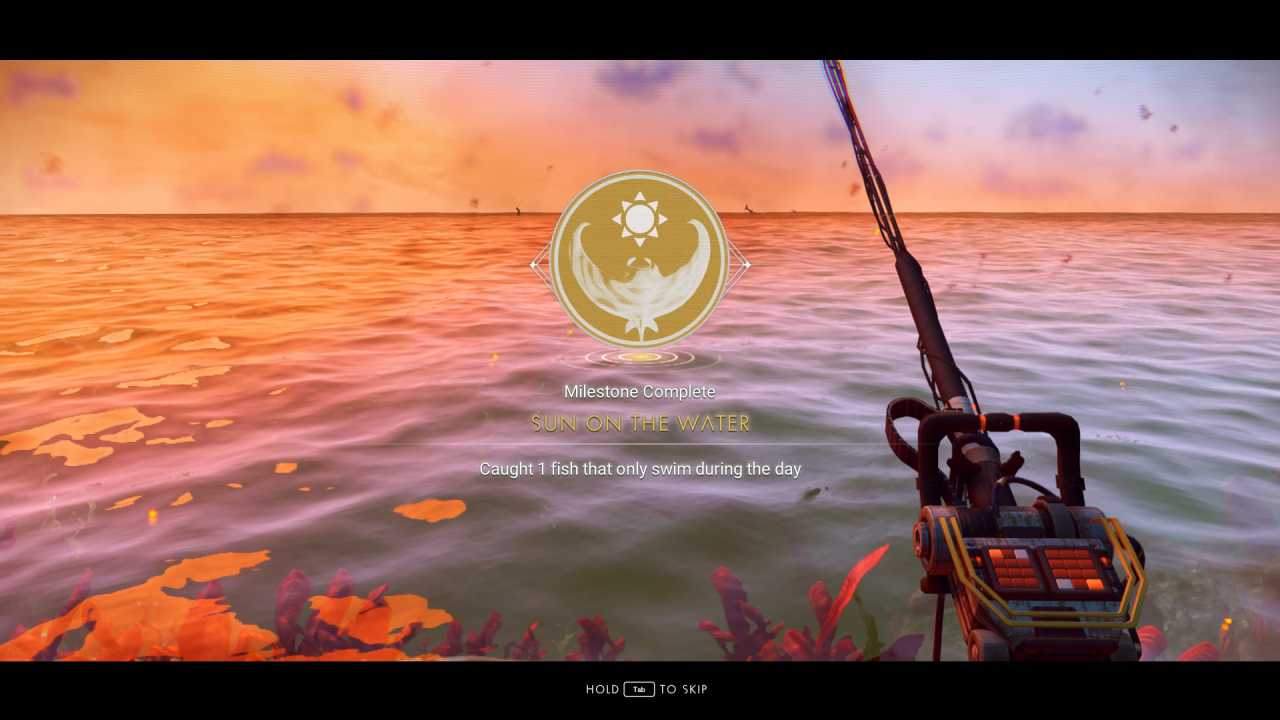 Milestone Complete
SUN ON THE WATER
Caught 1 fish that only swim during the day
HOLD Tab TO SKIP